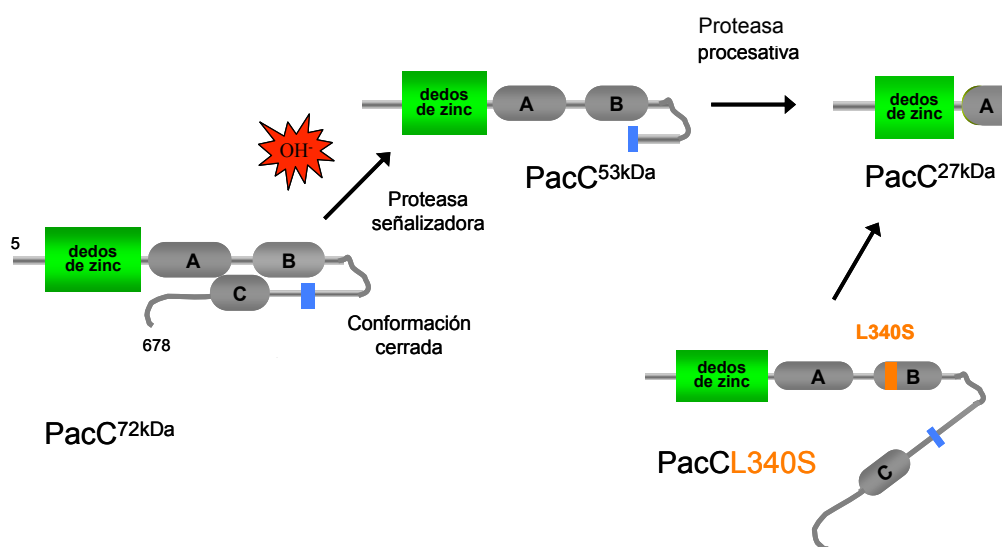 Proteasa
procesativa
dedos
de zinc
A
B
dedos
de zinc
A
OH-
PacC53kDa
PacC27kDa
Proteasa
señalizadora
5
dedos
de zinc
A
B
C
678
Conformación
cerrada
PacC72kDa
L340S
dedos
de zinc
A
B
C
PacCL340S